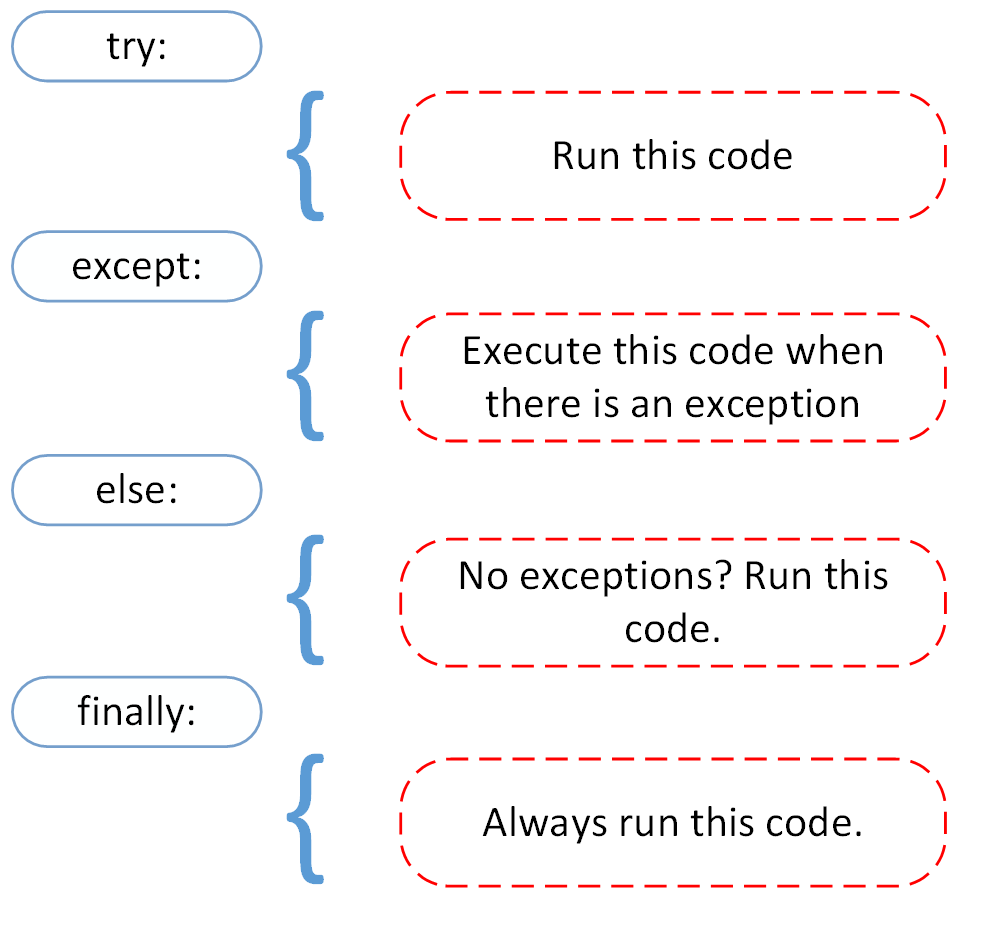 try:
Run this code
except:
Execute this code when
there is an exception
else:
No exceptions? Run this
code.
finally:
Always run this code.